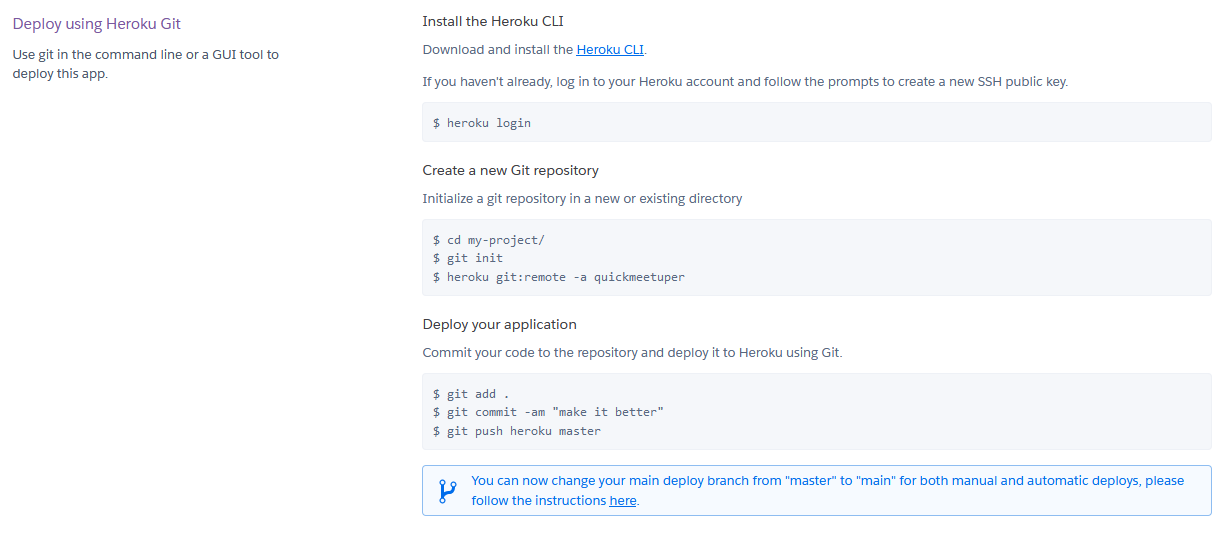 Deploy using Heroku Git
Use git in the command line or a GUI tool to
deploy this app.
Install the Heroku CLI
Download and install the Heroku CLI.
If you haven't already, log in to your Heroku account and follow the prompts to create a new SSH public key.
$ heroku login
Create a new Git repository
Initialize a git repository in a new or existing directory
$ cd my-project/
$ git init
$ heroku git:remote -a quickmeetuper
Deploy your application
Commit your code to the repository and deploy it to Heroku using Git.
$ git add .
$ git commit -am "make it better"
$ git push heroku master
You can now change your main deploy branch from "master" to "main" for both manual and automatic deploys, please
follow the instructions here.